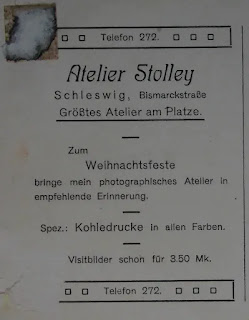 Telefon 272.
Atelier Stolley
Schleswig, Bismarckstraße
Größtes Atelier am Platze.
Zum
Weihnachtsfeste
bringe mein photographisches Atelier in
empfehlende Erinnerung.
Spez.: Kohledrucke in allen Farben.
Visitbilder schon für 3.50 Mk.
Telefon 272.